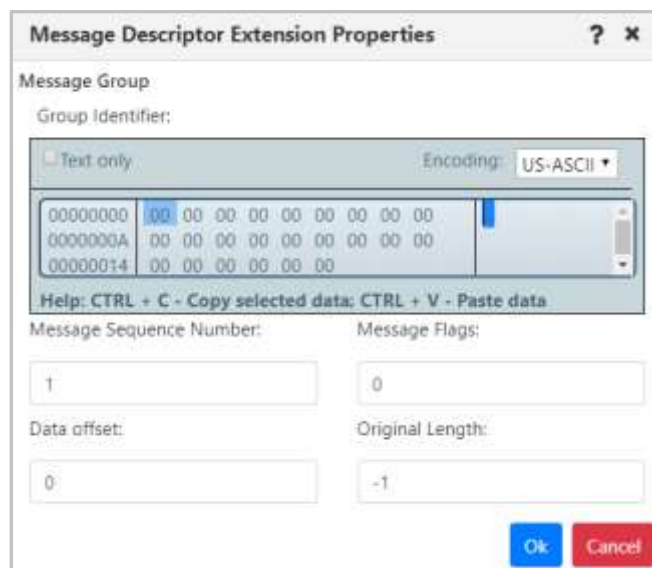 Message Descriptor Extension Properties ? ×
Message Group
Group Identifier:
Text only Encoding: US-ASCII
00000000 00 00 00 00 00 00 00 00 00
0000000A 00 00 00 00 00 00 00 00 00
00000014 00 00 00 00 00 00
Help: CTRL + C - Copy selected data; CTRL + V - Paste data
Message Sequence Number: Message Flags:
1 0
Data offset: Original Length:
0 -1
Ok Cancel